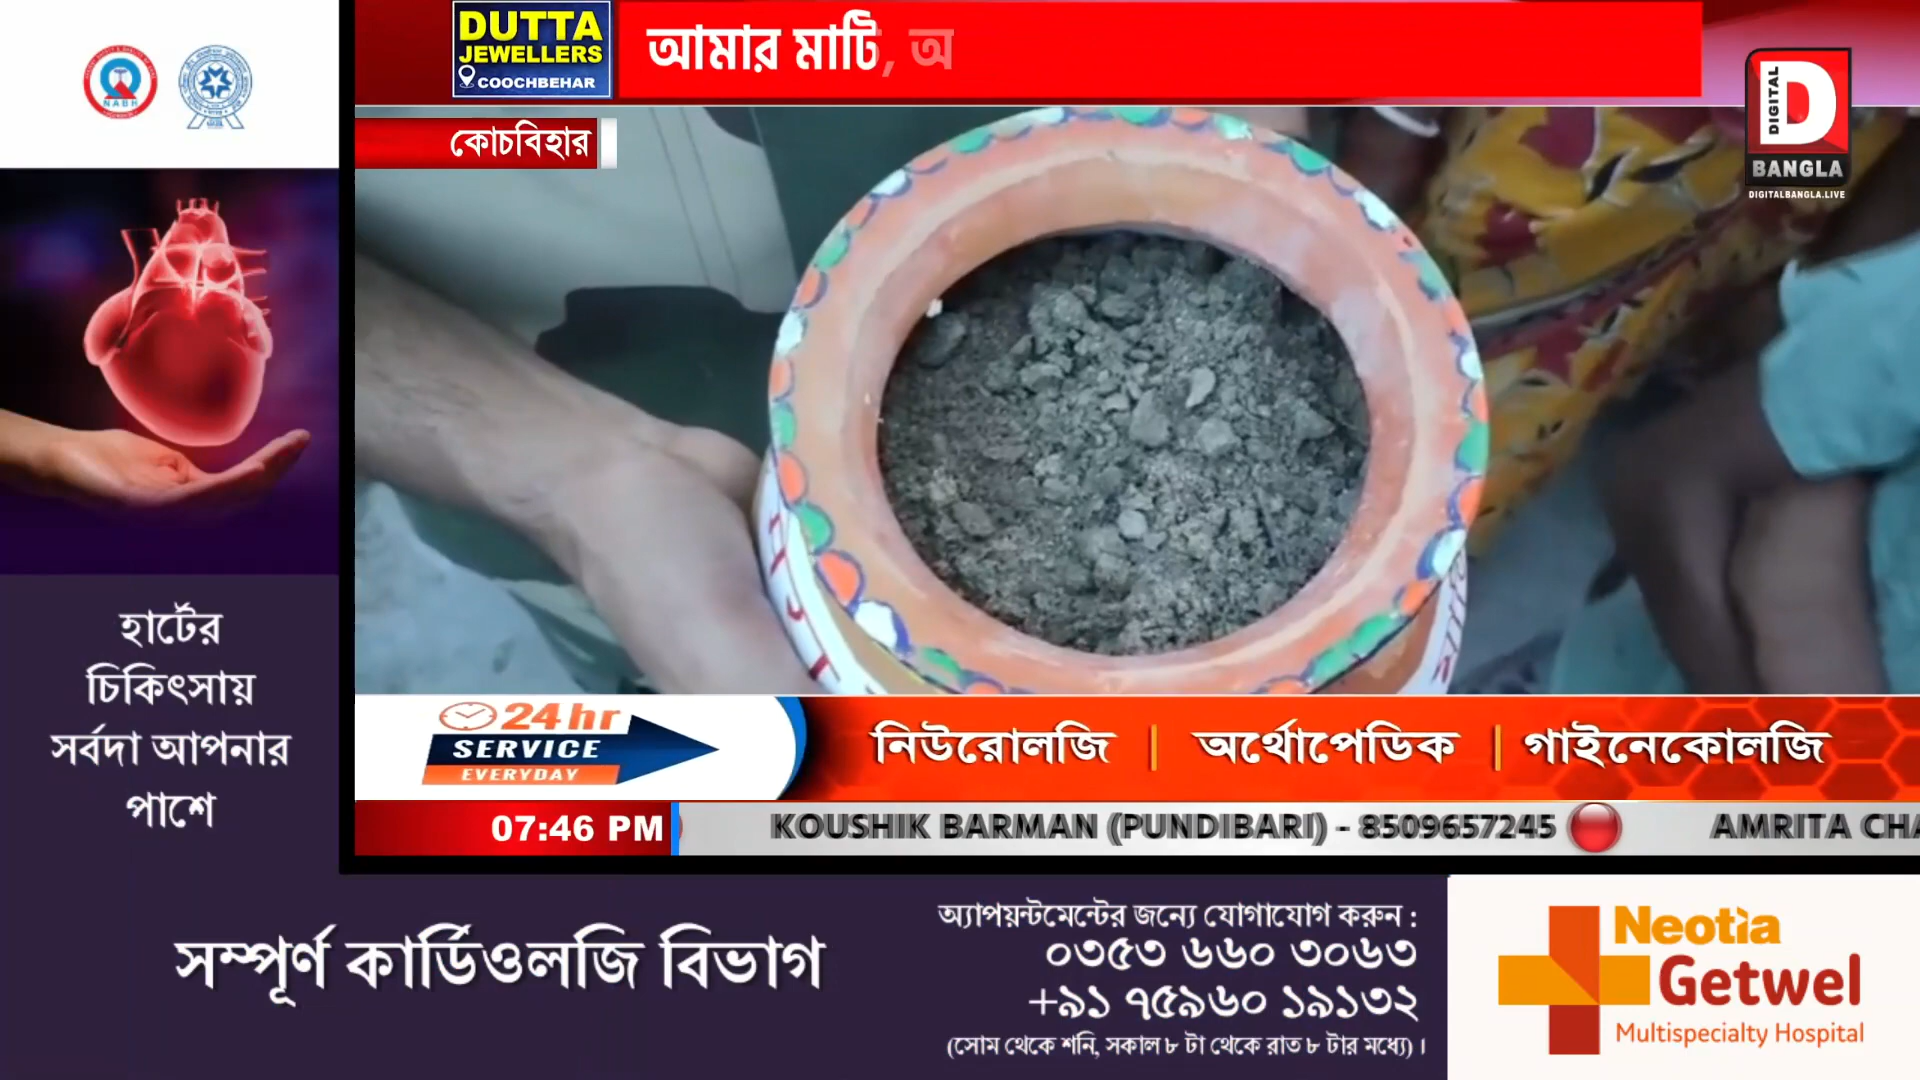 DUTTA
JEWELLERS
COOCHBEHAR
আমার মাটি, অ
DIGITAL
BANGLA
DIGITALBANGLA.LIVE
NABH
কোচবিহার
হার্টের
চিকিৎসায়
সর্বদা আপনার
পাশে
24hr
SERVICE
EVERYDAY
নিউরোলজি | অর্থোপেডিক | গাইনেকোলজি
07:46 PM
KOUSHIK BARMAN (PUNDIBARI) - 8509657245
AMRITA CHA
সম্পূর্ণ কার্ডিওলজি বিভাগ
অ্যাপয়ন্টমেন্টের জন্যে যোগাযোগ করুন :
০৩৫৩ ৬৬০ ৩০৬৩
+৯১ ৭৫৯৬০ ১৯১৩২
(সোম থেকে শনি, সকাল ৮ টা থেকে রাত ৮ টার মধ্যে) ।
Neotia
Getwel
Multispecialty Hospital